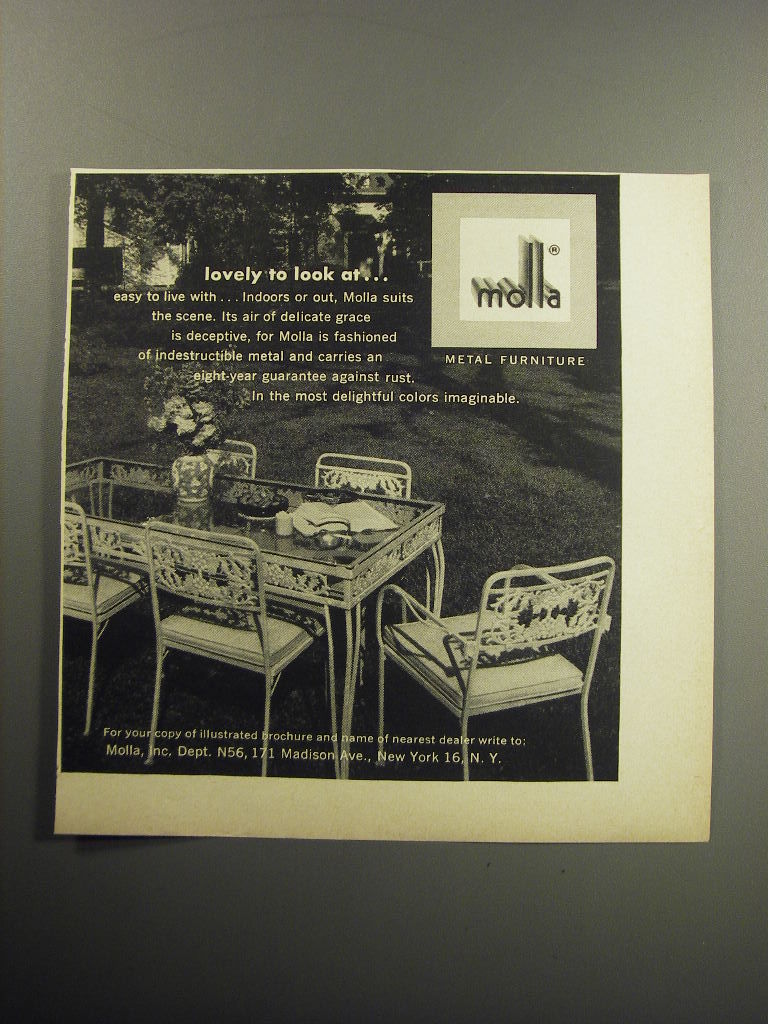 molla®
METAL FURNITURE
lovely to look at...
easy to live with ... Indoors or out, Molla suits
the scene. Its air of delicate grace
is deceptive, for Molla is fashioned
of indestructible metal and carries an
eight-year guarantee against rust.
In the most delightful colors imaginable.
For your copy of illustrated brochure and name of nearest dealer write to:
Molla, Inc. Dept. N56, 171 Madison Ave., New York 16, N. Y.